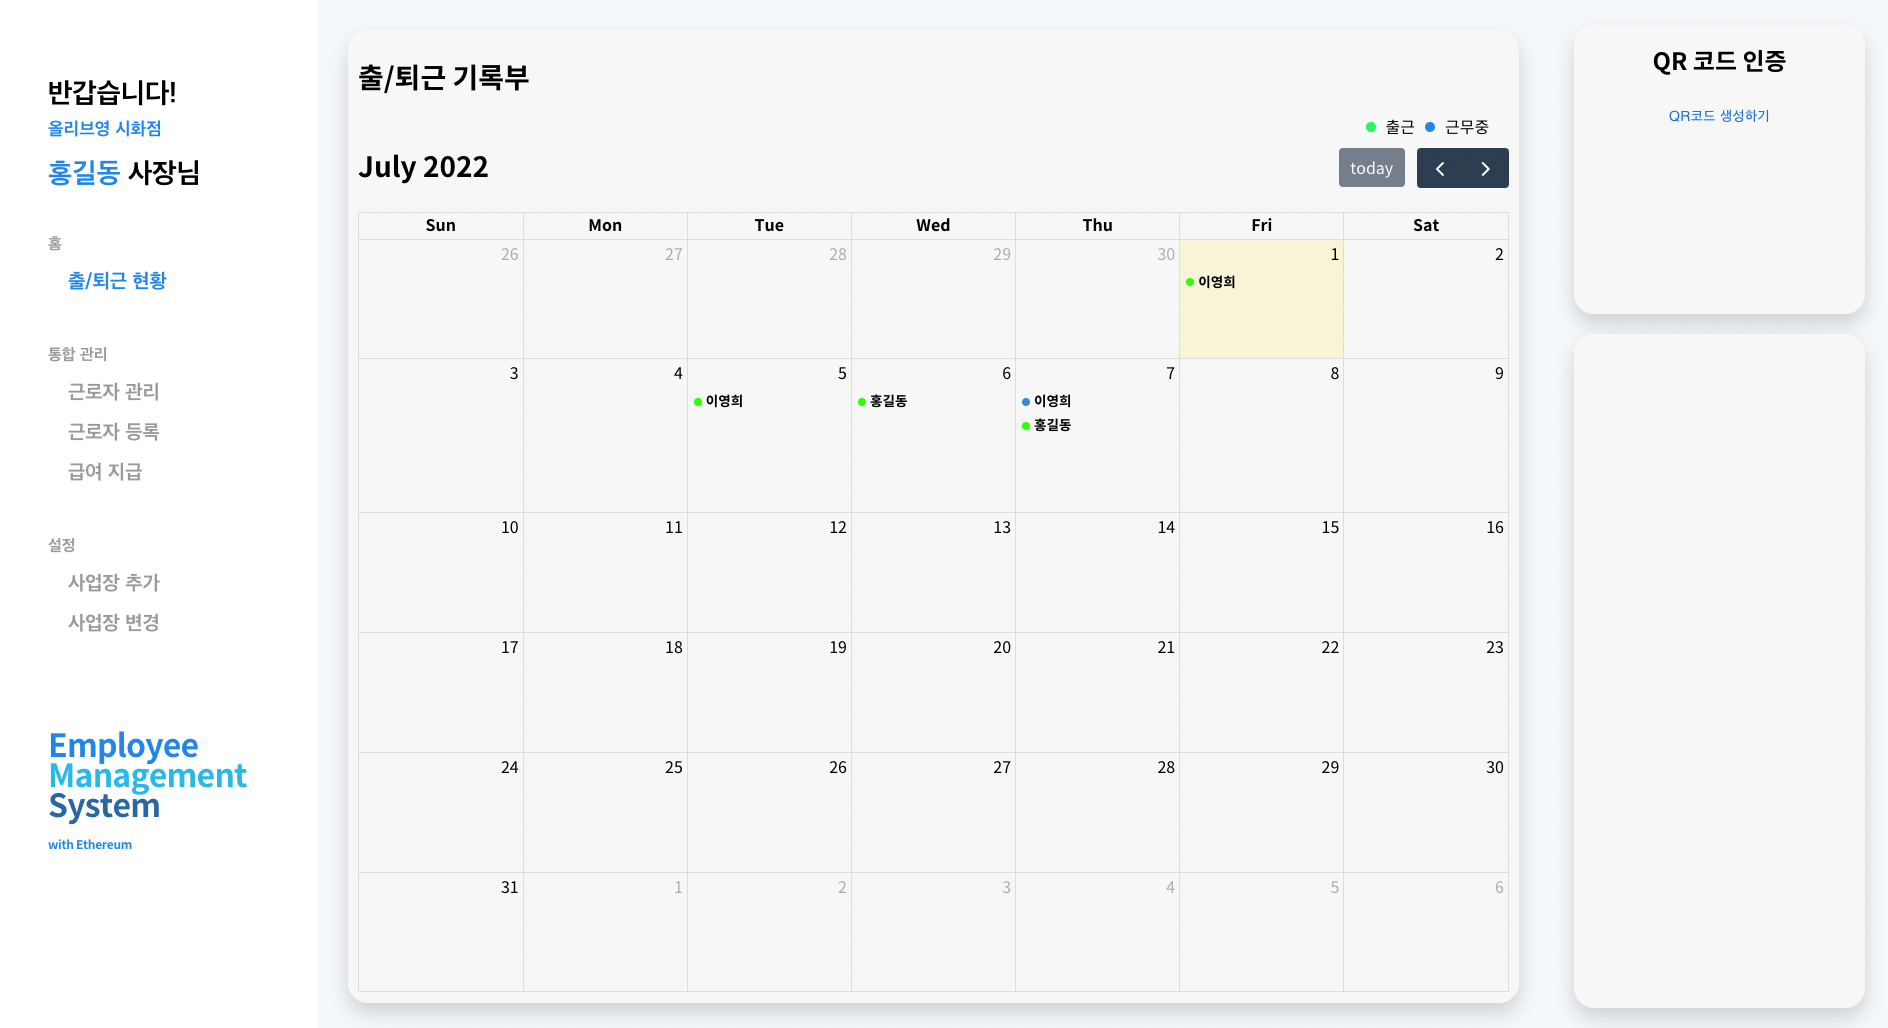 반갑습니다!
올리브영 시화점
홍길동 사장님
홈
출/퇴근 현황
통합 관리
근로자 관리
근로자 등록
급여 지급
설정
사업장 추가
사업장 변경
Employee
Management
System
with Ethereum
출/퇴근 기록부
출근 근무중
July 2022
today
Sun Mon Tue Wed Thu Fri Sat
26 27 28 29 30 1 2
이영희
3 4 5 6 7 8 9
이영희 홍길동 이영희
홍길동
10 11 12 13 14 15 16
17 18 19 20 21 22 23
24 25 26 27 28 29 30
31 1 2 3 4 5 6
QR 코드 인증
QR코드 생성하기